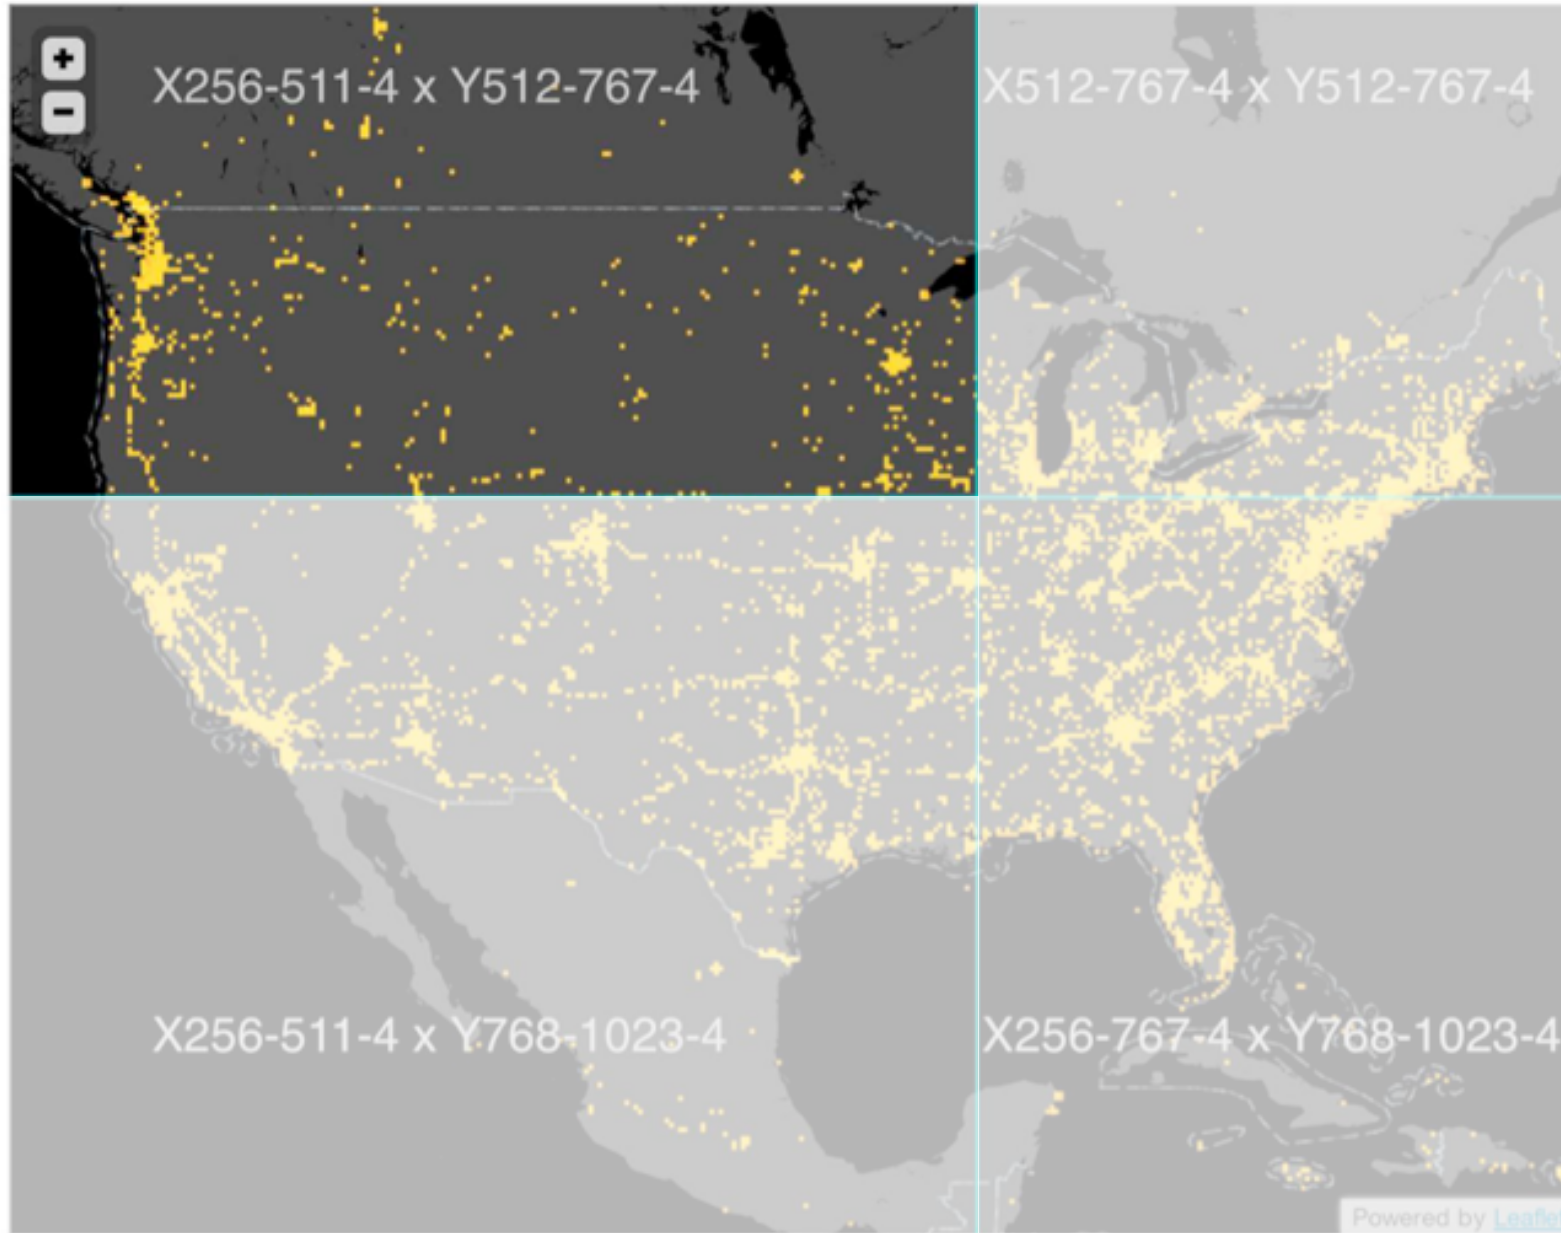 X256-511-4 x Y512-767-4
X512-767-4 x Y512-767-4
X256-511-4 x Y768-1023-4
X256-767-4 x Y768-1023-4
Powered by Leaflet